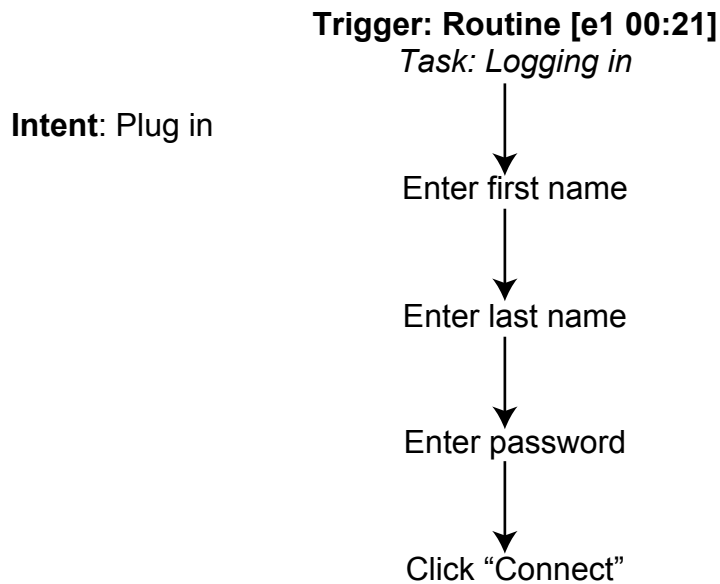 Trigger: Routine [e1 00:21]
Task: Logging in
Intent: Plug in
Enter first name
Enter last name
Enter password
Click “Connect”